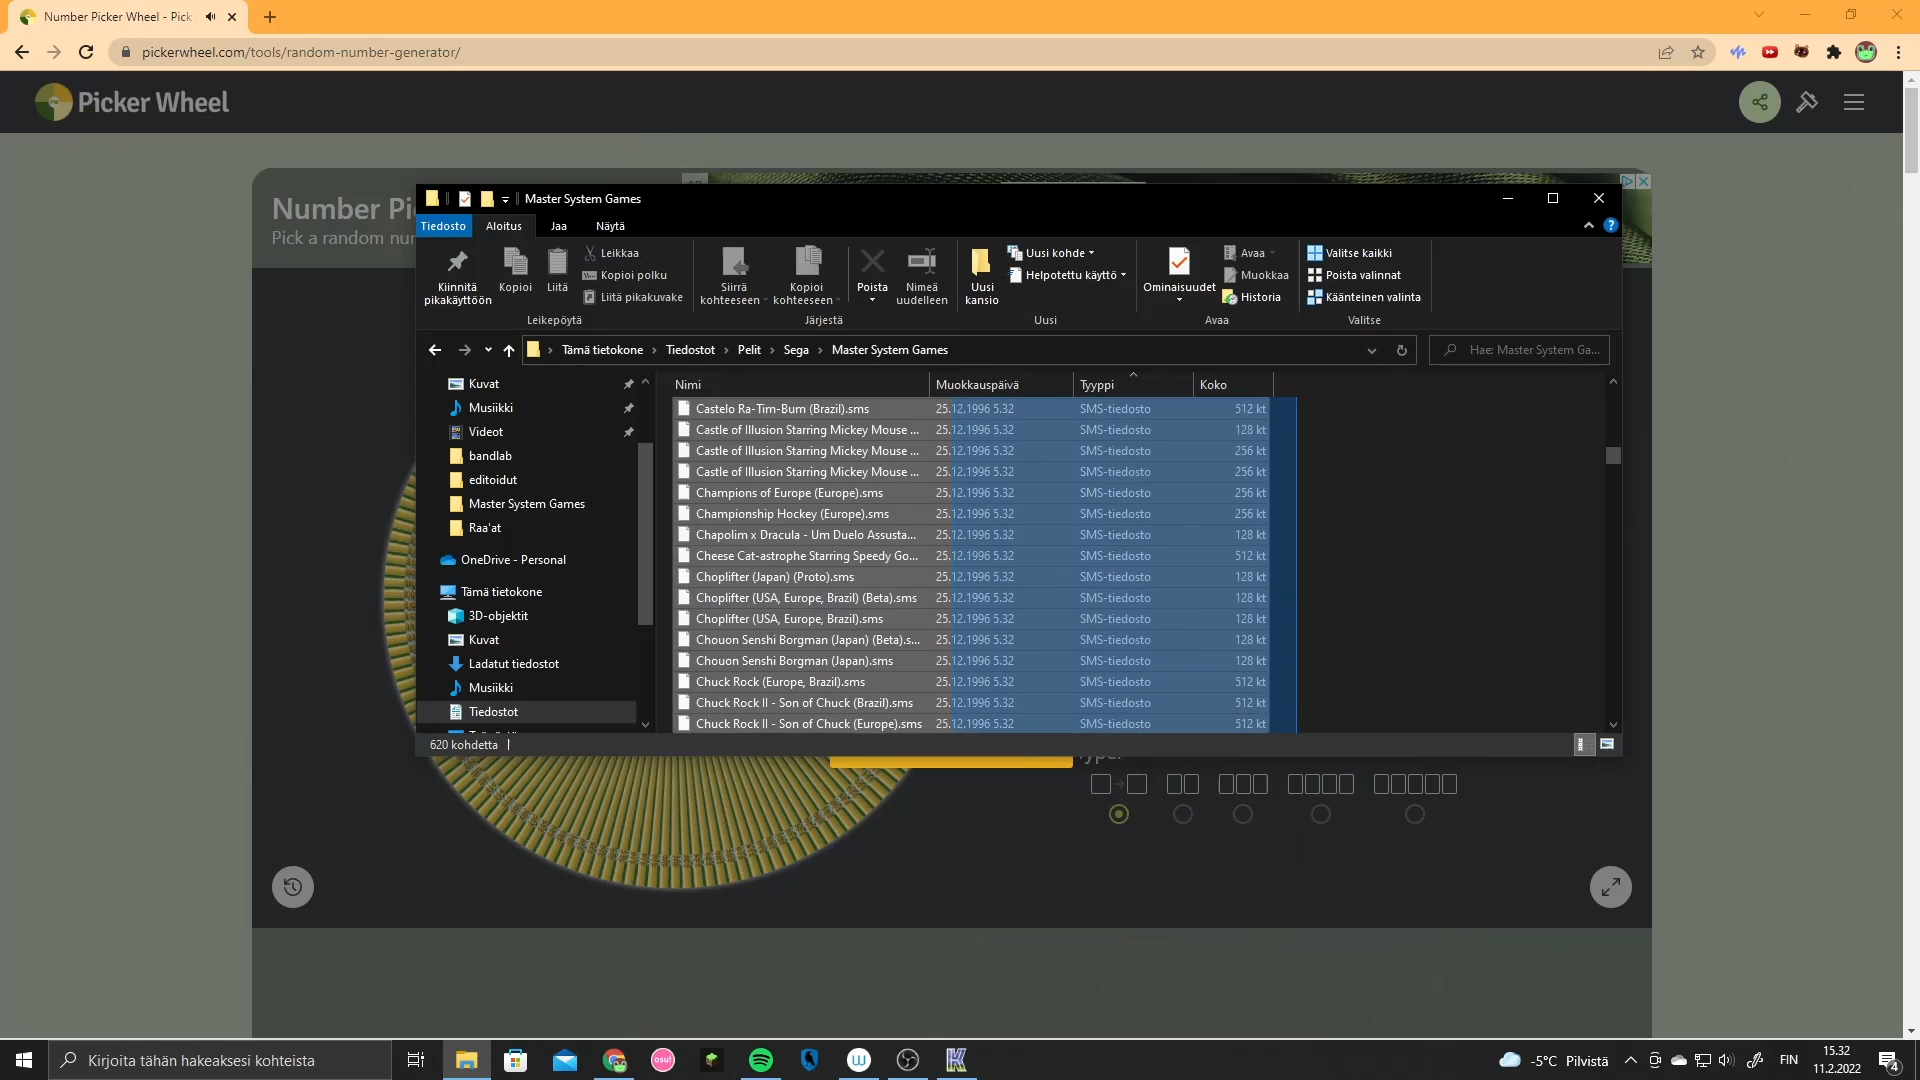 Number Picker Wheel - Pick
pickerwheel.com/tools/random-number-generator/
Picker Wheel
Number Pi
Pick a random nu
Master System Games
Tiedosto
Aloitus
Jaa
Näytä
Kiinnitä pikakäyttöön
Kopioi
Liitä
Leikkaa
Kopioi polku
Liitä pikakuvake
Siirrä kohteeseen
Kopioi kohteeseen
Poista
Nimeä uudelleen
Uusi kansio
Uusi kohde
Helpotettu käyttö
Ominaisuudet
Avaa
Muokkaa
Historia
Valitse kaikki
Poista valinnat
Käänteinen valinta
Leikepöytä
Järjestä
Uusi
Avaa
Valitse
Tämä tietokone
Tiedostot
Pelit
Sega
Master System Games
Hae: Master System Ga...
Kuvat
Musiikki
Videot
bandlab
editoidut
Master System Games
Raa'at
OneDrive - Personal
Tämä tietokone
3D-objektit
Kuvat
Ladatut tiedostot
Musiikki
Tiedostot
Nimi Muokkauspäivä Tyyppi Koko
Castelo Ra-Tim-Bum (Brazil).sms 25.12.1996 5.32 SMS-tiedosto 512 kt
Castle of Illusion Starring Mickey Mouse ... 25.12.1996 5.32 SMS-tiedosto 128 kt
Castle of Illusion Starring Mickey Mouse ... 25.12.1996 5.32 SMS-tiedosto 256 kt
Castle of Illusion Starring Mickey Mouse ... 25.12.1996 5.32 SMS-tiedosto 256 kt
Champions of Europe (Europe).sms 25.12.1996 5.32 SMS-tiedosto 256 kt
Championship Hockey (Europe).sms 25.12.1996 5.32 SMS-tiedosto 256 kt
Chapolim x Dracula - Um Duelo Assusta... 25.12.1996 5.32 SMS-tiedosto 128 kt
Cheese Cat-astrophe Starring Speedy Go... 25.12.1996 5.32 SMS-tiedosto 512 kt
Choplifter (Japan) (Proto).sms 25.12.1996 5.32 SMS-tiedosto 128 kt
Choplifter (USA, Europe, Brazil) (Beta).sms 25.12.1996 5.32 SMS-tiedosto 128 kt
Choplifter (USA, Europe, Brazil).sms 25.12.1996 5.32 SMS-tiedosto 128 kt
Chouon Senshi Borgman (Japan) (Beta).s... 25.12.1996 5.32 SMS-tiedosto 128 kt
Chouon Senshi Borgman (Japan).sms 25.12.1996 5.32 SMS-tiedosto 128 kt
Chuck Rock (Europe, Brazil).sms 25.12.1996 5.32 SMS-tiedosto 512 kt
Chuck Rock II - Son of Chuck (Brazil).sms 25.12.1996 5.32 SMS-tiedosto 512 kt
Chuck Rock II - Son of Chuck (Europe).sms 25.12.1996 5.32 SMS-tiedosto 512 kt
620 kohdetta
Kirjoita tähän hakeaksesi kohteista
osu!
-5°C Pilvistä
FIN
15.32
11.2.2022
4